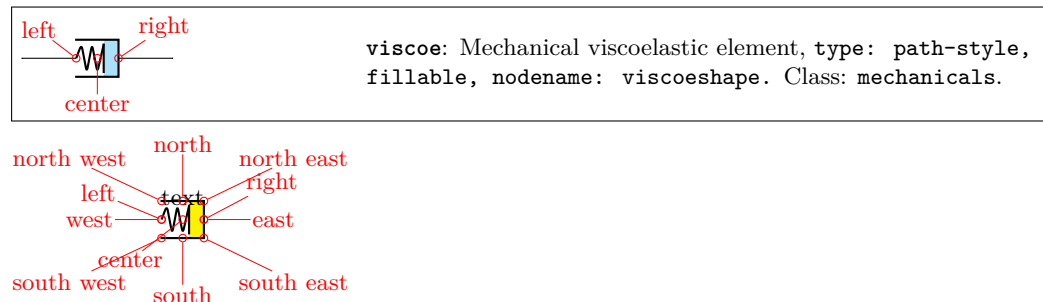 left
right
center
viscoe: Mechanical viscoelastic element, type: path-style,
fillable, nodename: viscoeshape. Class: mechanicals.
north
north west
north east
right
left
text
west
east
center
south west
south east
south